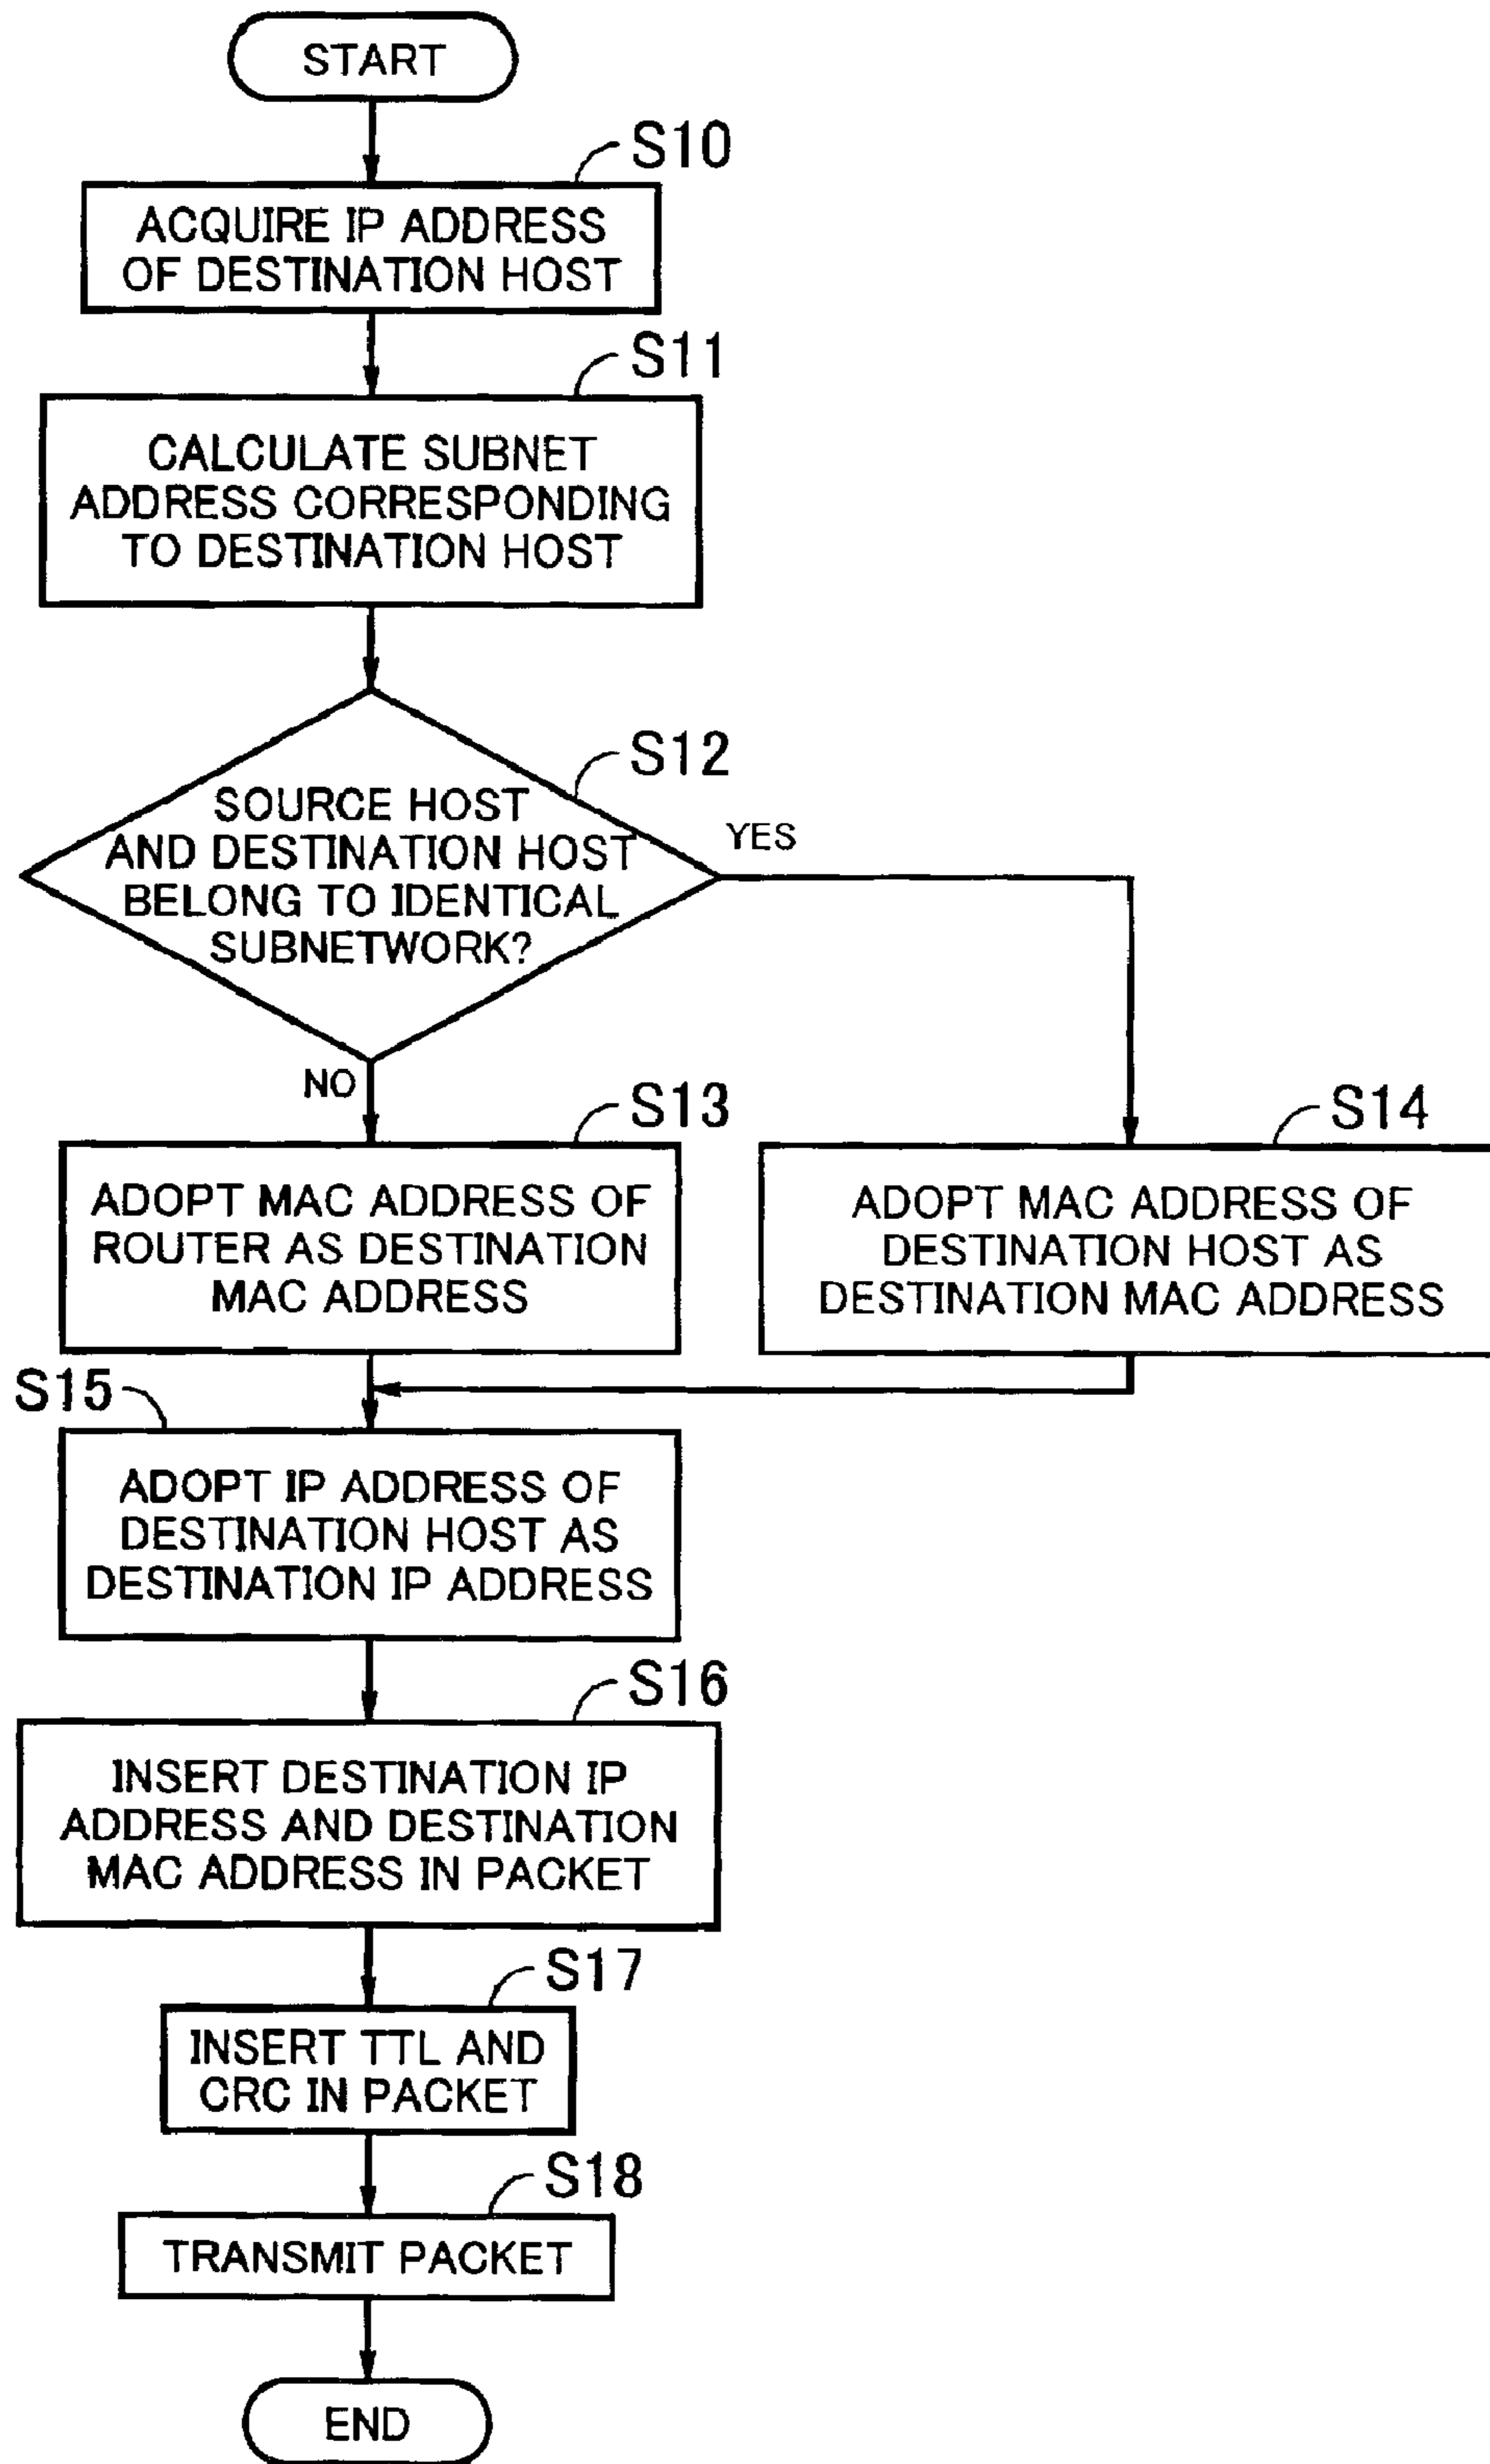 START
S10
ACQUIRE IP ADDRESS
OF DESTINATION HOST
S11
CALCULATE SUBNET
ADDRESS CORRESPONDING
TO DESTINATION HOST
S12
SOURCE HOST
AND DESTINATION HOST
BELONG TO IDENTICAL
SUBNETWORK?
YES
NO
S13
ADOPT MAC ADDRESS OF
ROUTER AS DESTINATION
MAC ADDRESS
S14
ADOPT MAC ADDRESS OF
DESTINATION HOST AS
DESTINATION MAC ADDRESS
S15
ADOPT IP ADDRESS OF
DESTINATION HOST AS
DESTINATION IP ADDRESS
S16
INSERT DESTINATION IP
ADDRESS AND DESTINATION
MAC ADDRESS IN PACKET
S17
INSERT TTL AND
CRC IN PACKET
S18
TRANSMIT PACKET
END